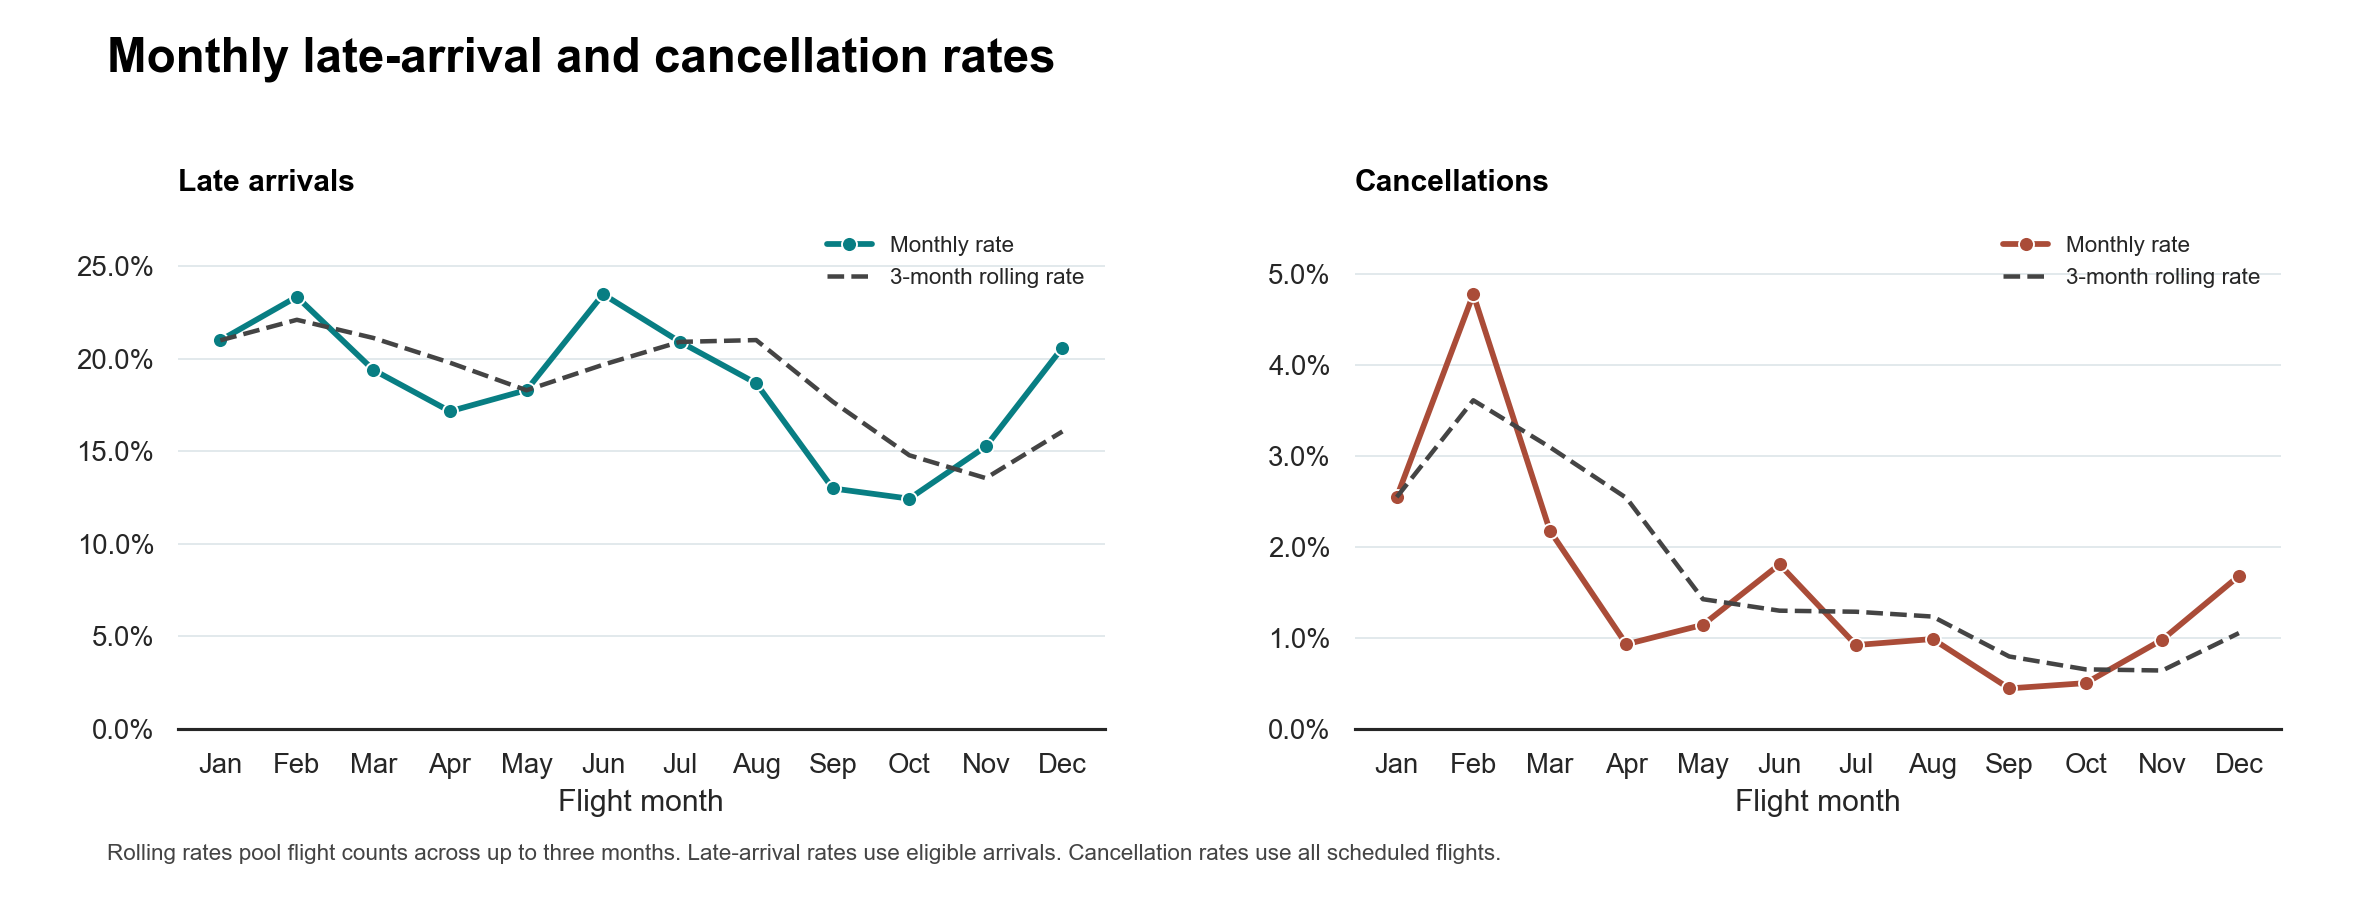 Monthly late-arrival and cancellation rates
Late arrivals
Monthly rate
3-month rolling rate
25.0%
20.0%
15.0%
10.0%
5.0%
0.0%
Jan Feb Mar Apr May Jun Jul Aug Sep Oct Nov Dec
Flight month
Cancellations
Monthly rate
3-month rolling rate
5.0%
4.0%
3.0%
2.0%
1.0%
0.0%
Jan Feb Mar Apr May Jun Jul Aug Sep Oct Nov Dec
Flight month
Rolling rates pool flight counts across up to three months. Late-arrival rates use eligible arrivals. Cancellation rates use all scheduled flights.